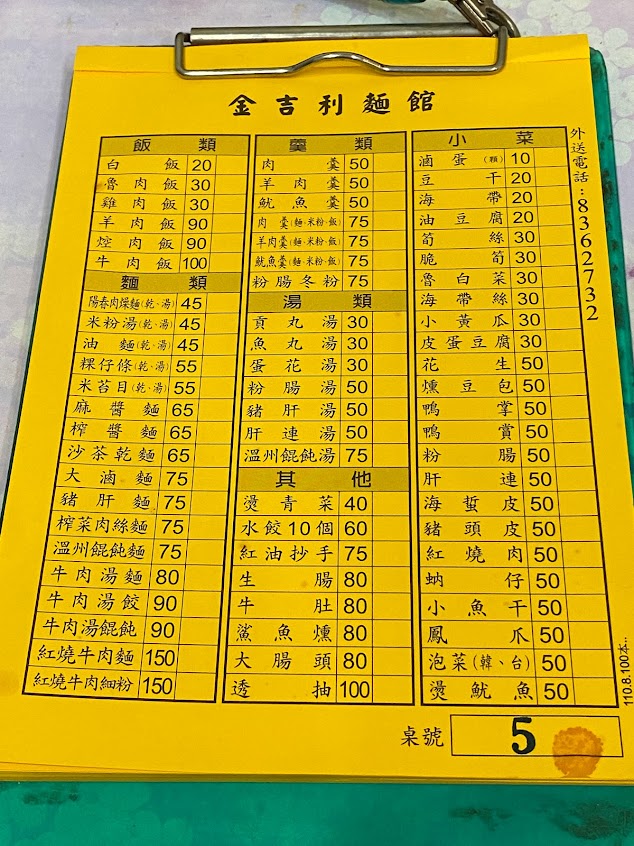 金吉利麵館
飯類
白飯 20
魯肉飯 30
雞肉飯 30
羊肉飯 90
焢肉飯 90
牛肉飯 100
麵類
陽春肉燥麵(乾、湯) 45
米粉湯(乾、湯) 45
油麵(乾、湯) 45
粿仔條(乾、湯) 55
米苔目(乾、湯) 55
麻醬麵 65
榨醬麵 65
沙茶乾麵 65
大滷麵 75
豬肝麵 75
榨菜肉絲麵 75
溫州餛飩麵 75
牛肉湯麵 80
牛肉湯餃 90
牛肉湯餛飩 90
紅燒牛肉麵 150
紅燒牛肉細粉 150
羹類
肉羹 50
羊肉羹 50
魷魚羹 50
肉羹(麵、米粉、飯) 75
羊肉羹(麵、米粉、飯) 75
魷魚羹(麵、米粉、飯) 75
粉腸冬粉 75
湯類
貢丸湯 30
魚丸湯 30
蛋花湯 30
粉腸湯 50
豬肝湯 50
肝連湯 50
溫州餛飩湯 75
其他
燙青菜 40
水餃10個 60
紅油抄手 75
生腸 80
牛肚 80
鯊魚燻 80
大腸頭 80
透抽 100
小菜
滷蛋(顆) 10
豆干 20
海帶 20
油豆腐 20
筍絲 30
脆筍 30
魯白菜 30
海帶絲 30
小黃瓜 30
皮蛋豆腐 30
花生 50
燻豆包 50
鴨掌 50
鴨賞 50
粉腸 50
肝連 50
海蜇皮 50
豬頭皮 50
紅燒肉 50
蚋仔 50
小魚干 50
鳳爪 50
泡菜(韓、台) 50
燙魷魚 50
外送電話:8362732
110.8.100本..
桌號 5